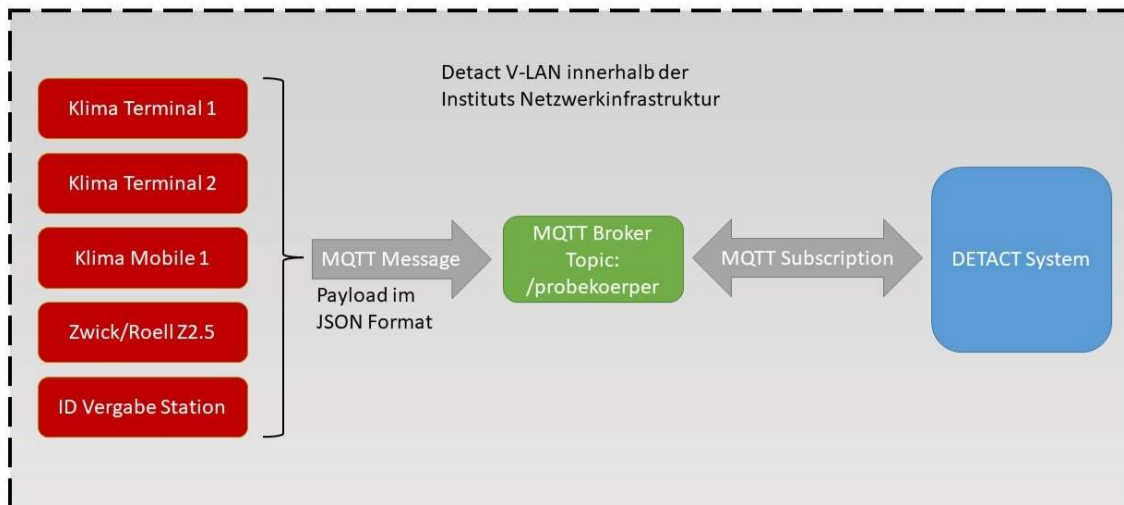 Detact V-LAN innerhalb der
Instituts Netzwerkinfrastruktur
Klima Terminal 1
Klima Terminal 2
Klima Mobile 1
Zwick/Roell Z2.5
ID Vergabe Station
MQTT Message
Payload im
JSON Format
MQTT Broker
Topic:
/probekoerper
MQTT Subscription
DETACT System